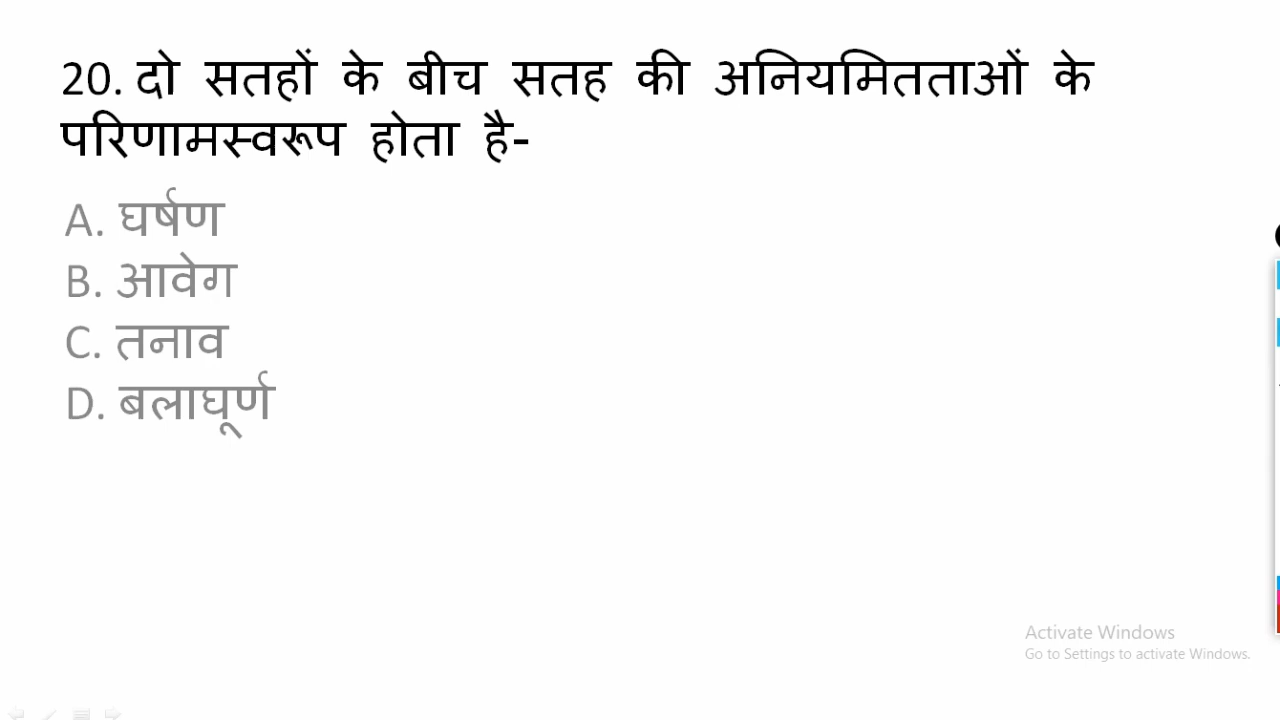 20. दो सतहों के बीच सतह की अनियमितताओं के
परिणामस्वरूप होता है-
A. घर्षण
B. आवेग
C. तनाव
D. बलाघूर्ण
Activate Windows
Go to Settings to activate Windows.